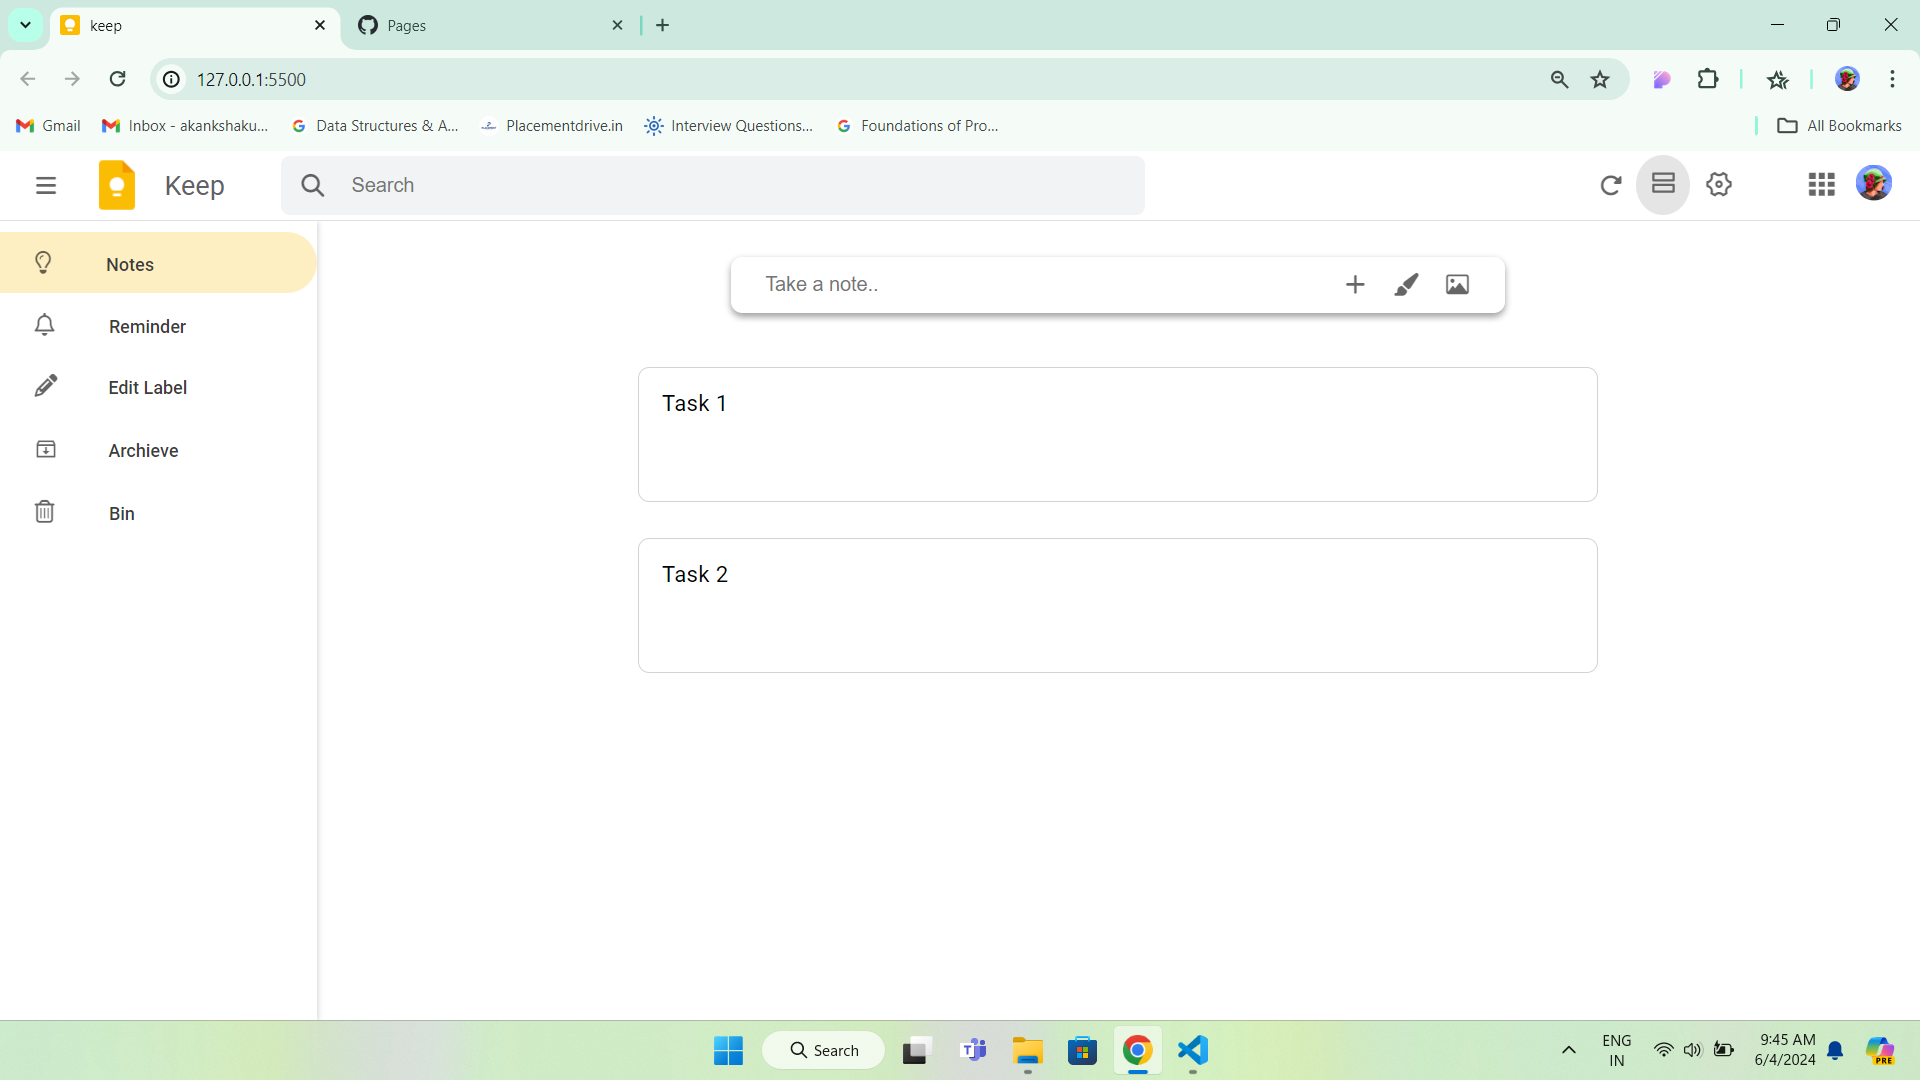 keep
Pages
127.0.0.1:5500
Gmail
Inbox - akankshaku...
Data Structures & A...
Placementdrive.in
Interview Questions...
Foundations of Pro...
All Bookmarks
Keep
Search
Notes
Take a note..
Reminder
Edit Label
Archieve
Bin
Task 1
Task 2
Search
ENG
IN
9:45 AM
6/4/2024
PRE